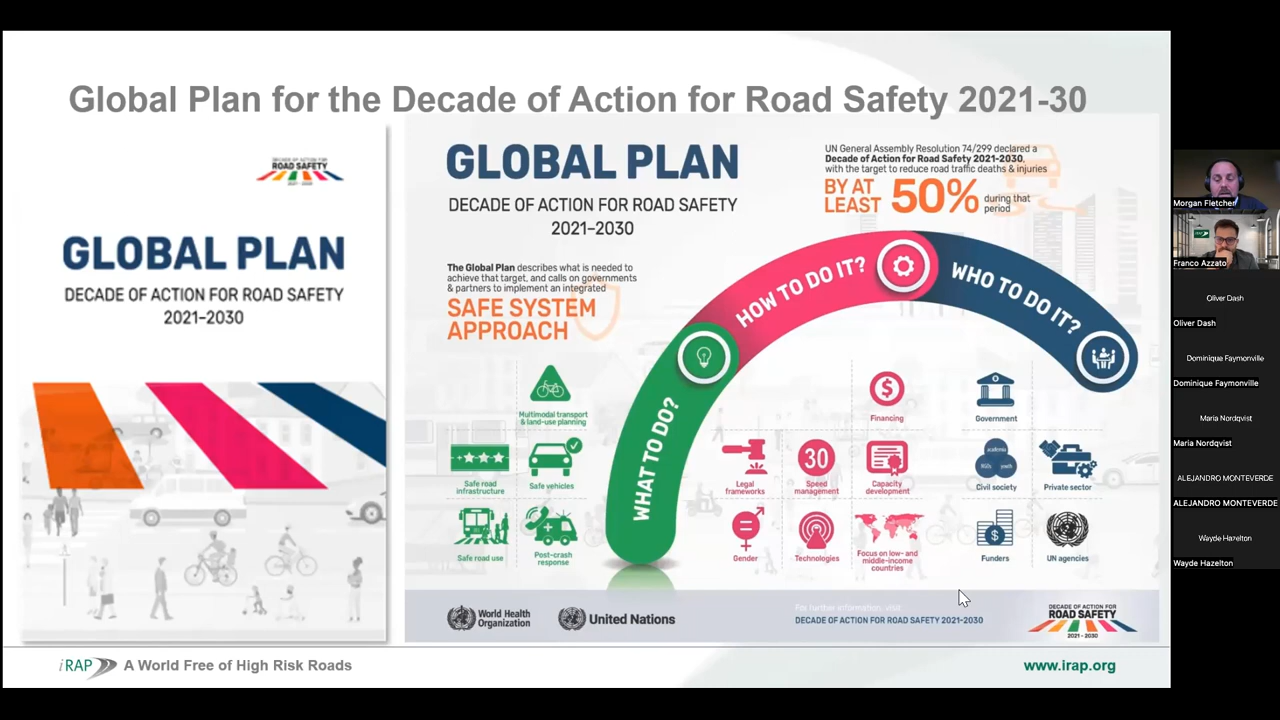 Global Plan for the Decade of Action for Road Safety 2021-30
DECADE OF ACTION FOR
ROAD SAFETY
2021 - 2030
GLOBAL PLAN
DECADE OF ACTION FOR ROAD SAFETY
2021–2030
GLOBAL PLAN
DECADE OF ACTION FOR ROAD SAFETY
2021–2030
UN General Assembly Resolution 74/299 declared a
Decade of Action for Road Safety 2021-2030,
with the target to reduce road traffic deaths & injuries
BY AT
LEAST
50%
during that
period
The Global Plan describes what is needed to
achieve that target, and calls on governments
& partners to implement an integrated
SAFE SYSTEM
APPROACH
WHAT TO DO?
HOW TO DO IT?
WHO TO DO IT?
Multimodal transport
& land-use planning
Safe road
infrastructure
Safe vehicles
Safe road use
Post-crash
response
Financing
Legal
frameworks
30
Speed
management
Capacity
development
Gender
Technologies
Focus on low- and
middle-income
countries
Government
academia
NGOs
youth
Civil society
Private sector
Funders
UN agencies
World Health
Organization
United Nations
For further information, visit:
DECADE OF ACTION FOR ROAD SAFETY 2021-2030
DECADE OF ACTION FOR
ROAD SAFETY
2021 - 2030
iRAP
A World Free of High Risk Roads
www.irap.org
Morgan Fletcher
iRAP
Franco Azzato
Oliver Dash
Oliver Dash
Dominique Faymonville
Dominique Faymonville
Maria Nordqvist
Maria Nordqvist
ALEJANDRO MONTEVERDE
ALEJANDRO MONTEVERDE
Wayde Hazelton
Wayde Hazelton